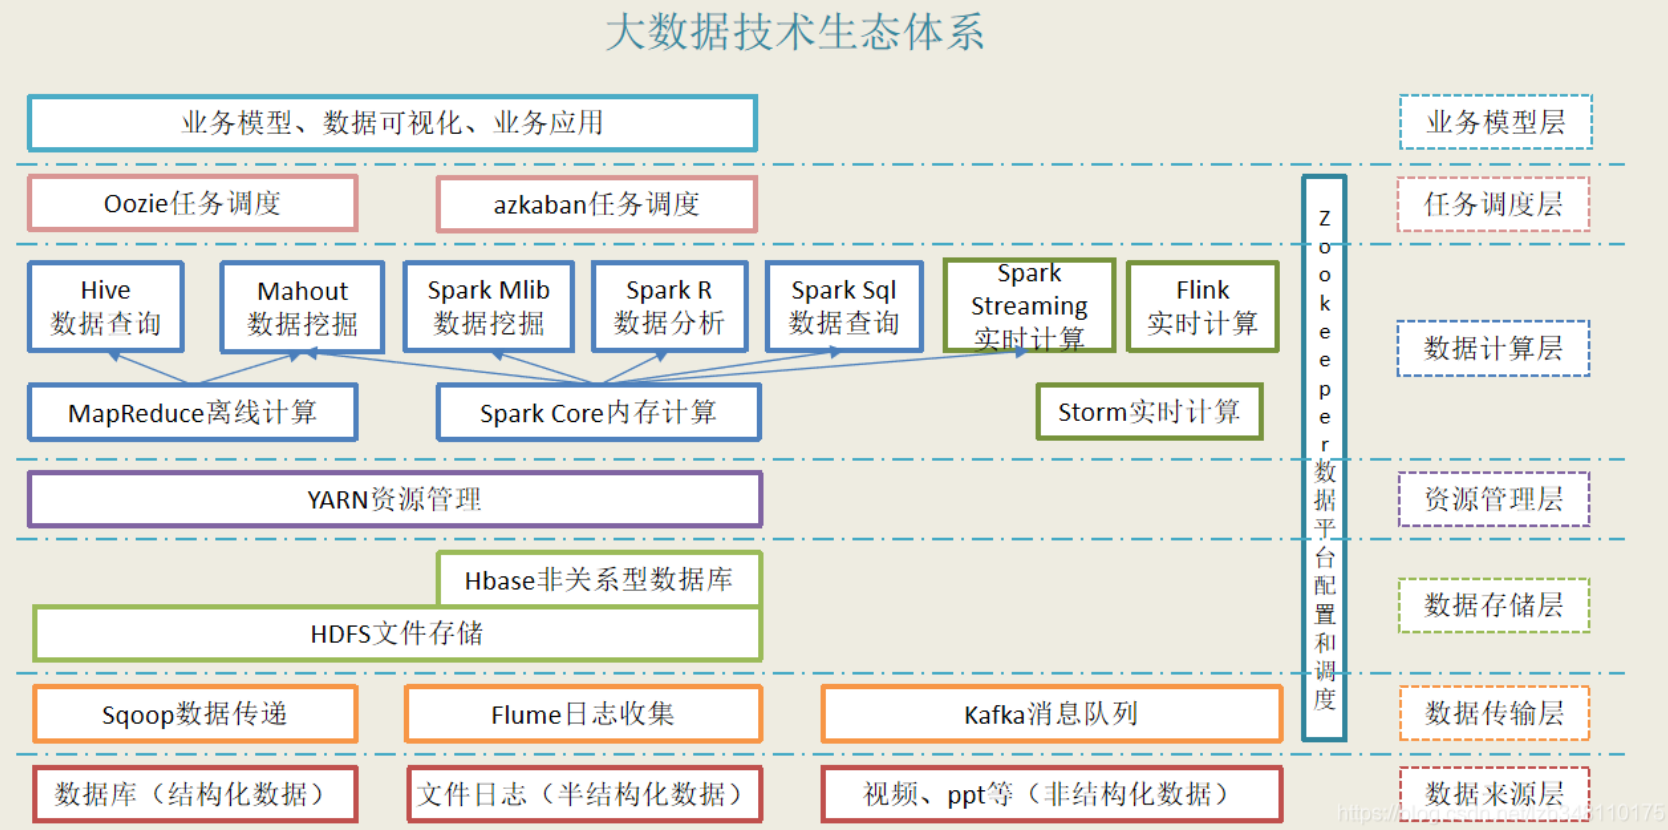 大数据技术生态体系
业务模型、数据可视化、业务应用
业务模型层
Oozie任务调度
azkaban任务调度
任务调度层
Hive
数据查询
Mahout
数据挖掘
Spark Mlib
数据挖掘
Spark R
数据分析
Spark Sql
数据查询
Spark
Streaming
实时计算
Flink
实时计算
数据计算层
MapReduce离线计算
Spark Core内存计算
Storm实时计算
Zoookeeper数据平台配置和调度
YARN资源管理
资源管理层
Hbase非关系型数据库
HDFS文件存储
数据存储层
Sqoop数据传递
Flume日志收集
Kafka消息队列
数据传输层
数据库（结构化数据）
文件日志（半结构化数据）
视频、ppt等（非结构化数据）
数据来源层